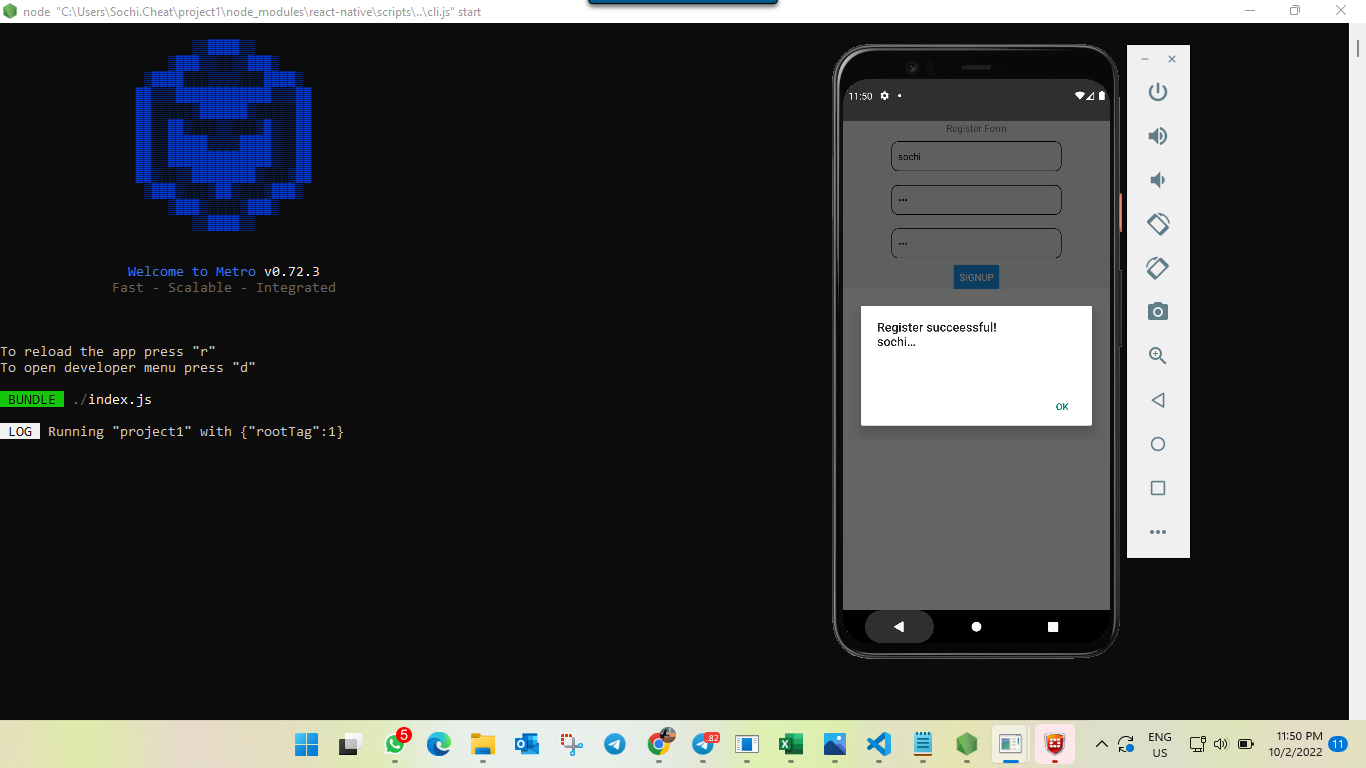 node "C:\Users\Sochi.Cheat\project1\node_modules\react-native\scripts\..\cli.js" start
Welcome to Metro v0.72.3
Fast - Scalable - Integrated
To reload the app press "r"
To open developer menu press "d"
BUNDLE ./index.js
LOG Running "project1" with {"rootTag":1}
11:50
Register Form
sochi
•••
•••
SIGNUP
Register succeessful!
sochi...
OK
5
82
ENG
US
11:50 PM
10/2/2022
11